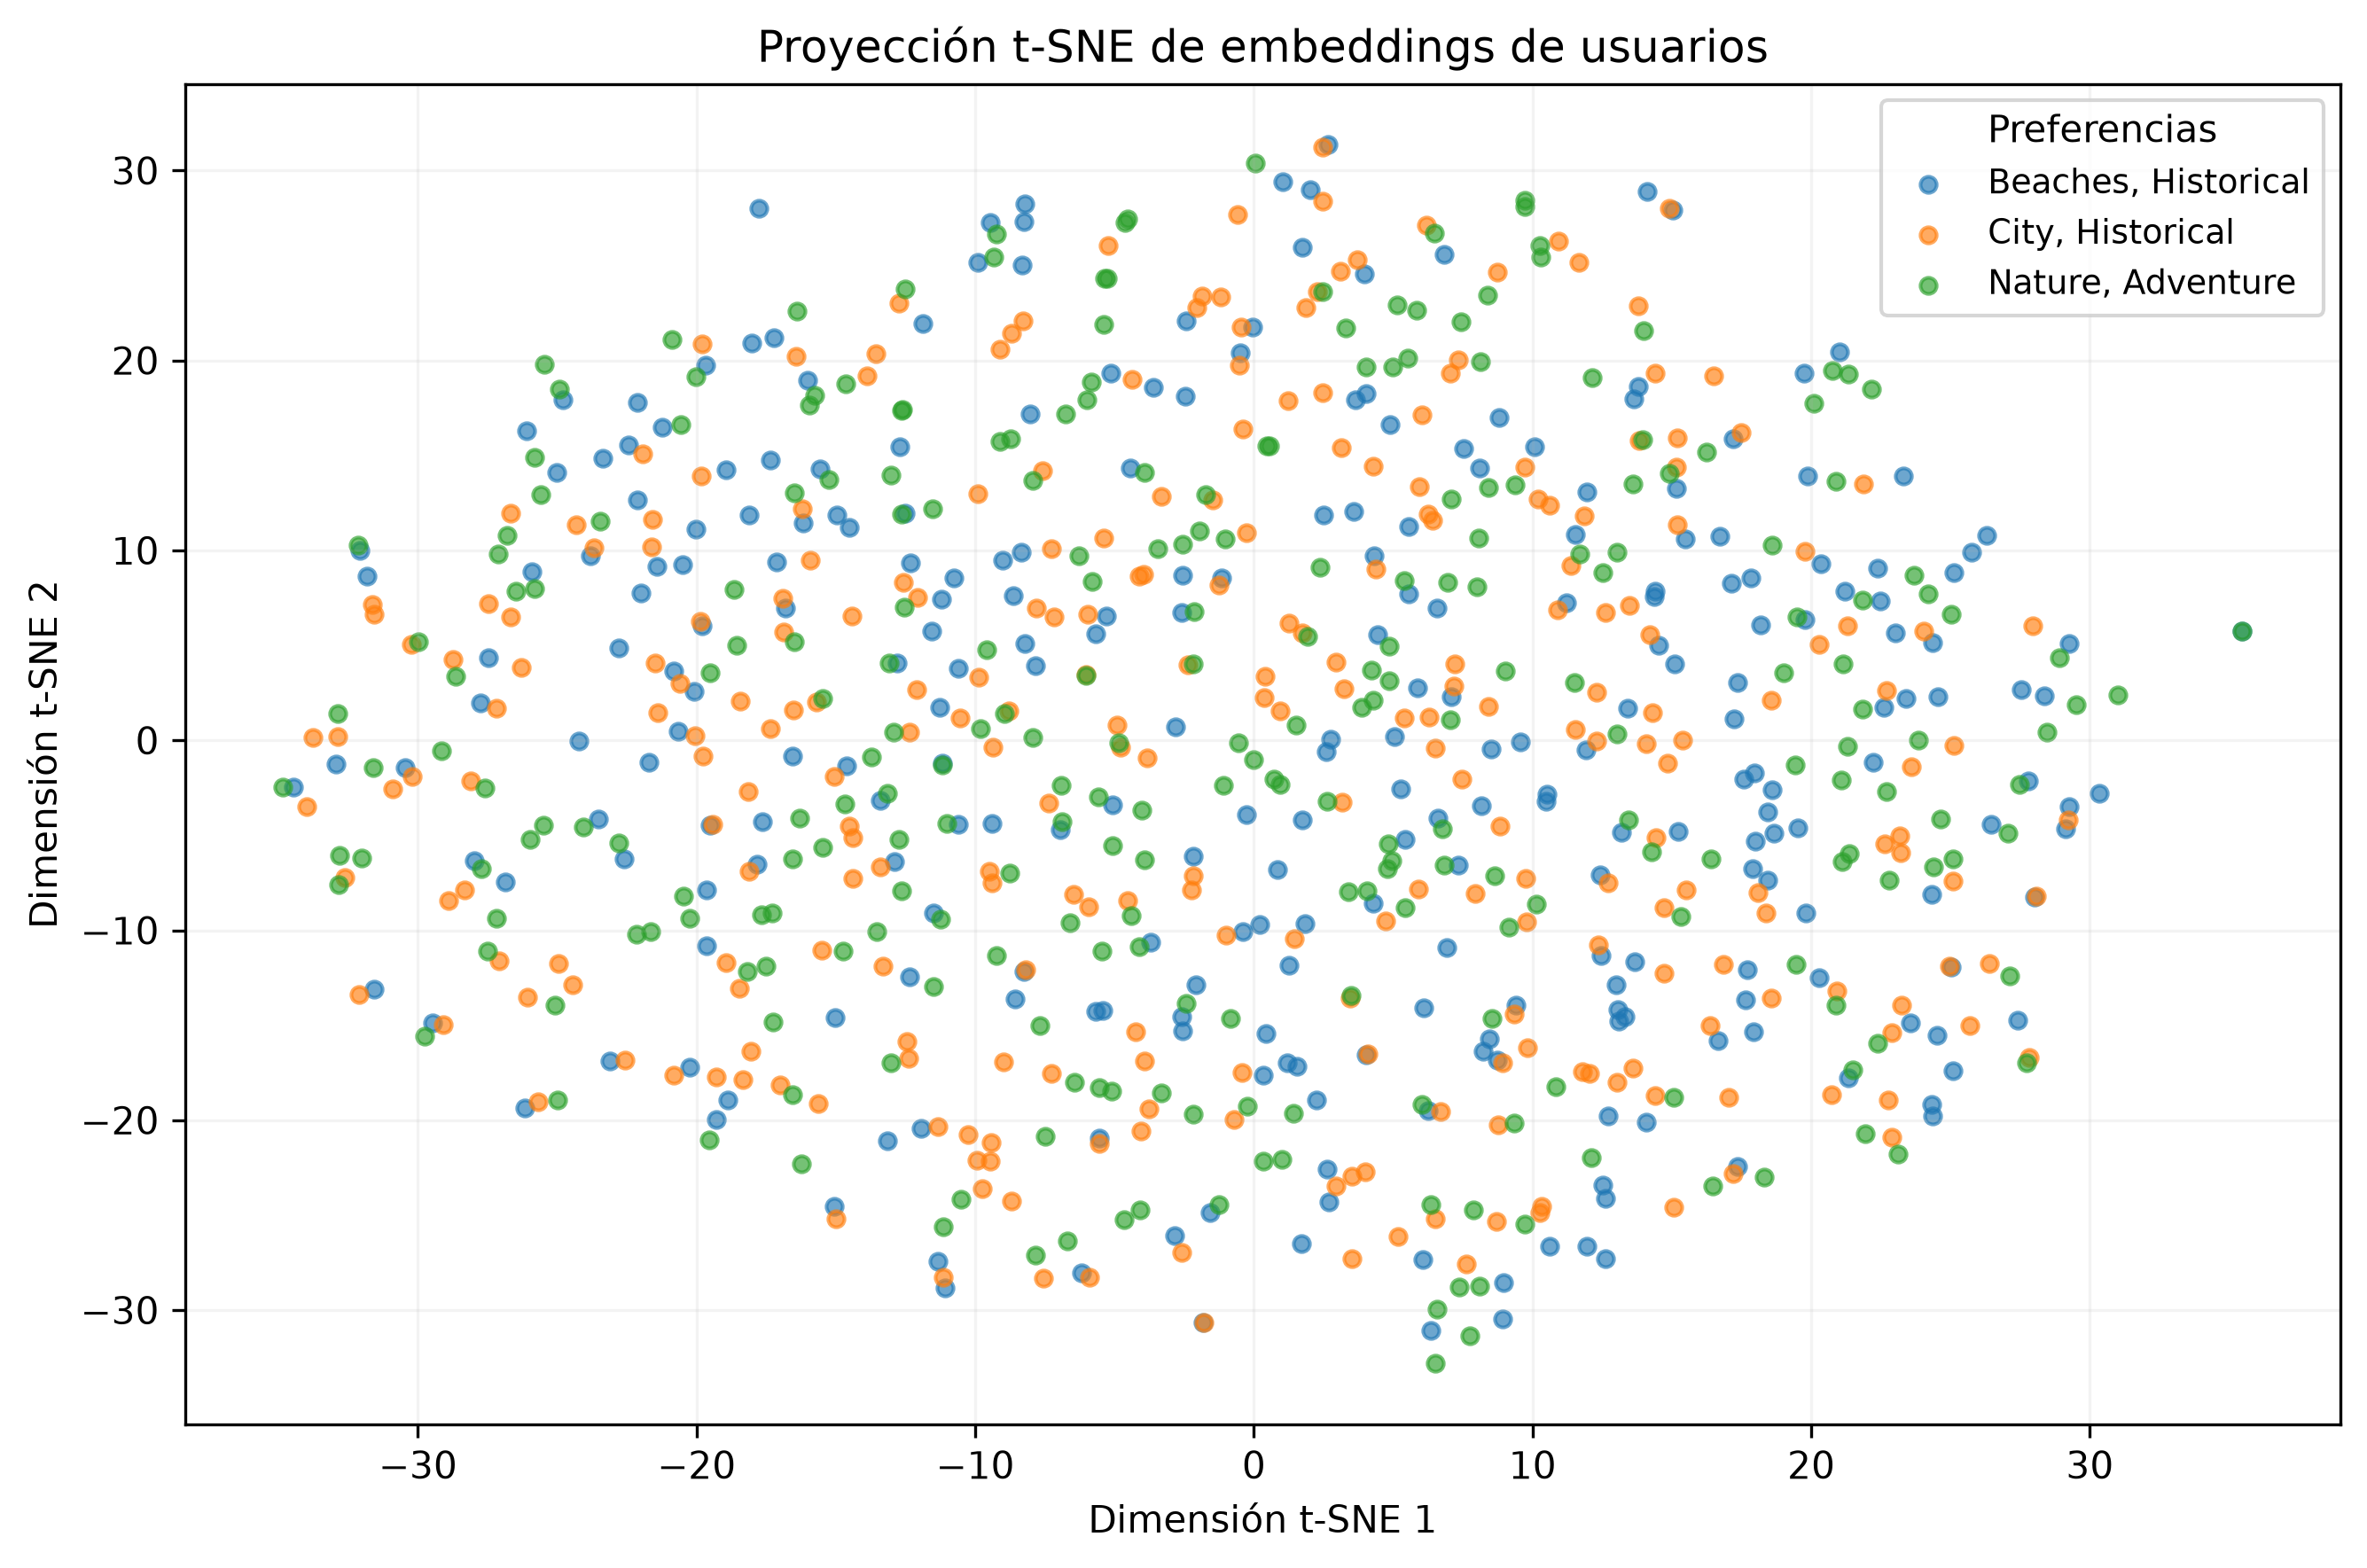 Proyección t-SNE de embeddings de usuarios
Preferencias
Beaches, Historical
City, Historical
Nature, Adventure
Dimensión t-SNE 2
30
20
10
0
−10
−20
−30
−30
−20
−10
0
10
20
30
Dimensión t-SNE 1